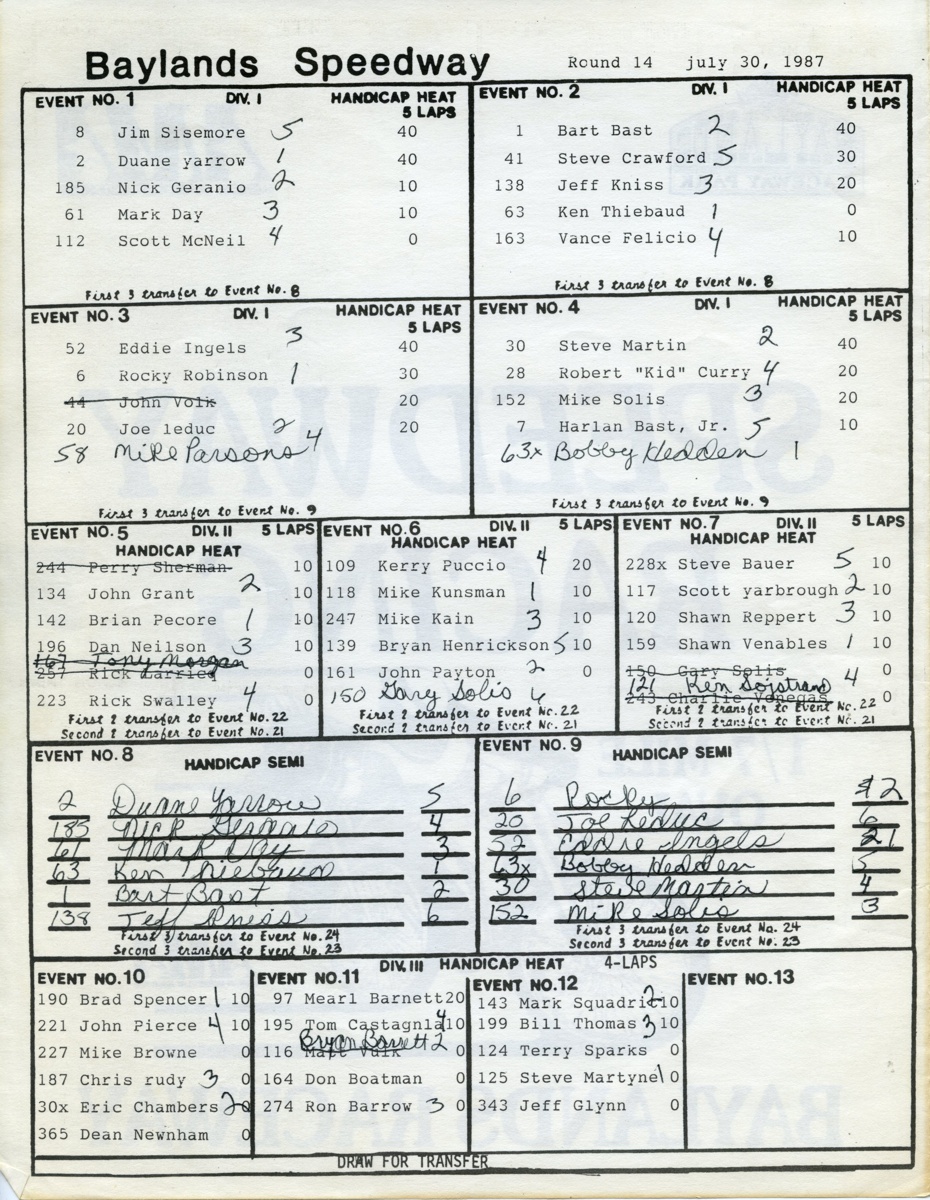 Baylands Speedway Round 14 july 30, 1987
EVENT NO. 1 DIV. I HANDICAP HEAT
5 LAPS
8 Jim Sisemore 5 40
2 Duane yarrow 1 40
185 Nick Geranio 2 10
61 Mark Day 3 10
112 Scott McNeil 4 0
First 3 transfer to Event No. 8
EVENT NO. 2 DIV. I HANDICAP HEAT
5 LAPS
1 Bart Bast 2 40
41 Steve Crawford 5 30
138 Jeff Kniss 3 20
63 Ken Thiebaud 1 0
163 Vance Felicio 4 10
First 3 transfer to Event No. 8
EVENT NO. 3 DIV. I HANDICAP HEAT
5 LAPS
52 Eddie Ingels 3 40
6 Rocky Robinson 1 30
44 John Volk 20
20 Joe leduc 2 20
58 Mike Parsons 4
First 3 transfer to Event No. 9
EVENT NO. 4 DIV. I HANDICAP HEAT
5 LAPS
30 Steve Martin 2 40
28 Robert "Kid" Curry 4 20
152 Mike Solis 3 20
7 Harlan Bast, Jr. 5 10
63x Bobby Hedden 1
First 3 transfer to Event No. 9
EVENT NO. 5 DIV. II 5 LAPS
HANDICAP HEAT
244 Perry Sherman 10
134 John Grant 2 10
142 Brian Pecore 1 10
196 Dan Neilson 3 10
167 Tony Morgan
257 Rick Larried 0
223 Rick Swalley 4 0
First 2 transfer to Event No. 22
Second 2 transfer to Event No. 21
EVENT NO. 6 DIV. II 5 LAPS
HANDICAP HEAT
109 Kerry Puccio 4 20
118 Mike Kunsman 1 10
247 Mike Kain 3 10
139 Bryan Henrickson 5 10
161 John Payton 2 0
150 Gary Solis 6
First 2 transfer to Event No. 22
Second 2 transfer to Event No. 21
EVENT NO. 7 DIV. II 5 LAPS
HANDICAP HEAT
228x Steve Bauer 5 10
117 Scott yarbrough 2 10
120 Shawn Reppert 3 10
159 Shawn Venables 1 10
150 Gary Solis 0
121 Ken Sjostrand 4
243 Charlie Venegas 0
First 2 transfer to Event No. 22
Second 2 transfer to Event No. 21
EVENT NO. 8
HANDICAP SEMI
2 Duane Yarrow 5
185 Nick Geranio 4
61 Mark Day 3
63 Ken Thiebaud 1
1 Bart Bast 2
138 Jeff Kniss 6
First 3 transfer to Event No. 24
Second 3 transfer to Event No. 23
EVENT NO. 9
HANDICAP SEMI
6 Rocky 2
20 Joe Leduc 6
52 Eddie Ingels 1
63x Bobby Hedden 5
30 Steve Martin 4
152 Mike Solis 3
First 3 transfer to Event No. 24
Second 3 transfer to Event No. 23
DIV. III HANDICAP HEAT 4-LAPS
EVENT NO. 10
190 Brad Spencer 1 10
221 John Pierce 4 10
227 Mike Browne 0
187 Chris rudy 3 0
30x Eric Chambers 2 0
365 Dean Newnham 0
EVENT NO. 11
97 Mearl Barnett 20
195 Tom Castagnla 4 10
Bryan Barrett 2
116 Matt Volk 0
164 Don Boatman 0
274 Ron Barrow 3 0
EVENT NO. 12
143 Mark Squadrit 2 10
199 Bill Thomas 3 10
124 Terry Sparks 0
125 Steve Martyne 1 0
343 Jeff Glynn 0
EVENT NO. 13
DRAW FOR TRANSFER